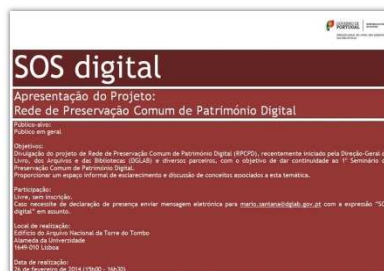 GOVERNO DE
PORTUGAL
SOS digital
Apresentação do Projeto:
Rede de Preservação Comum de Património Digital
Público-alvo:
Público em geral
Objetivos:
Divulgação do projeto de Rede de Preservação Comum de Património Digital (RPCPD), recentemente iniciado pela Direção-Geral d
Livro, dos Arquivos e das Bibliotecas (DGLAB) e diversos parceiros, com o objetivo de dar continuidade ao 1º Seminário d
Preservação Comum de Património Digital.
Proporcionar um espaço informal de esclarecimento e discussão de conceitos associados a esta temática.
Participação:
Livre, sem inscrição.
Caso necessite de declaração de presença enviar mensagem eletrónica para mario.santana@dglab.gov.pt com a expressão "SO
digital" em assunto.
Local de realização:
Edifício do Arquivo Nacional da Torre do Tombo
Alameda da Universidade
1649-010 Lisboa
Data de realização:
26 de fevereiro de 2014 (15h00 - 16h30)